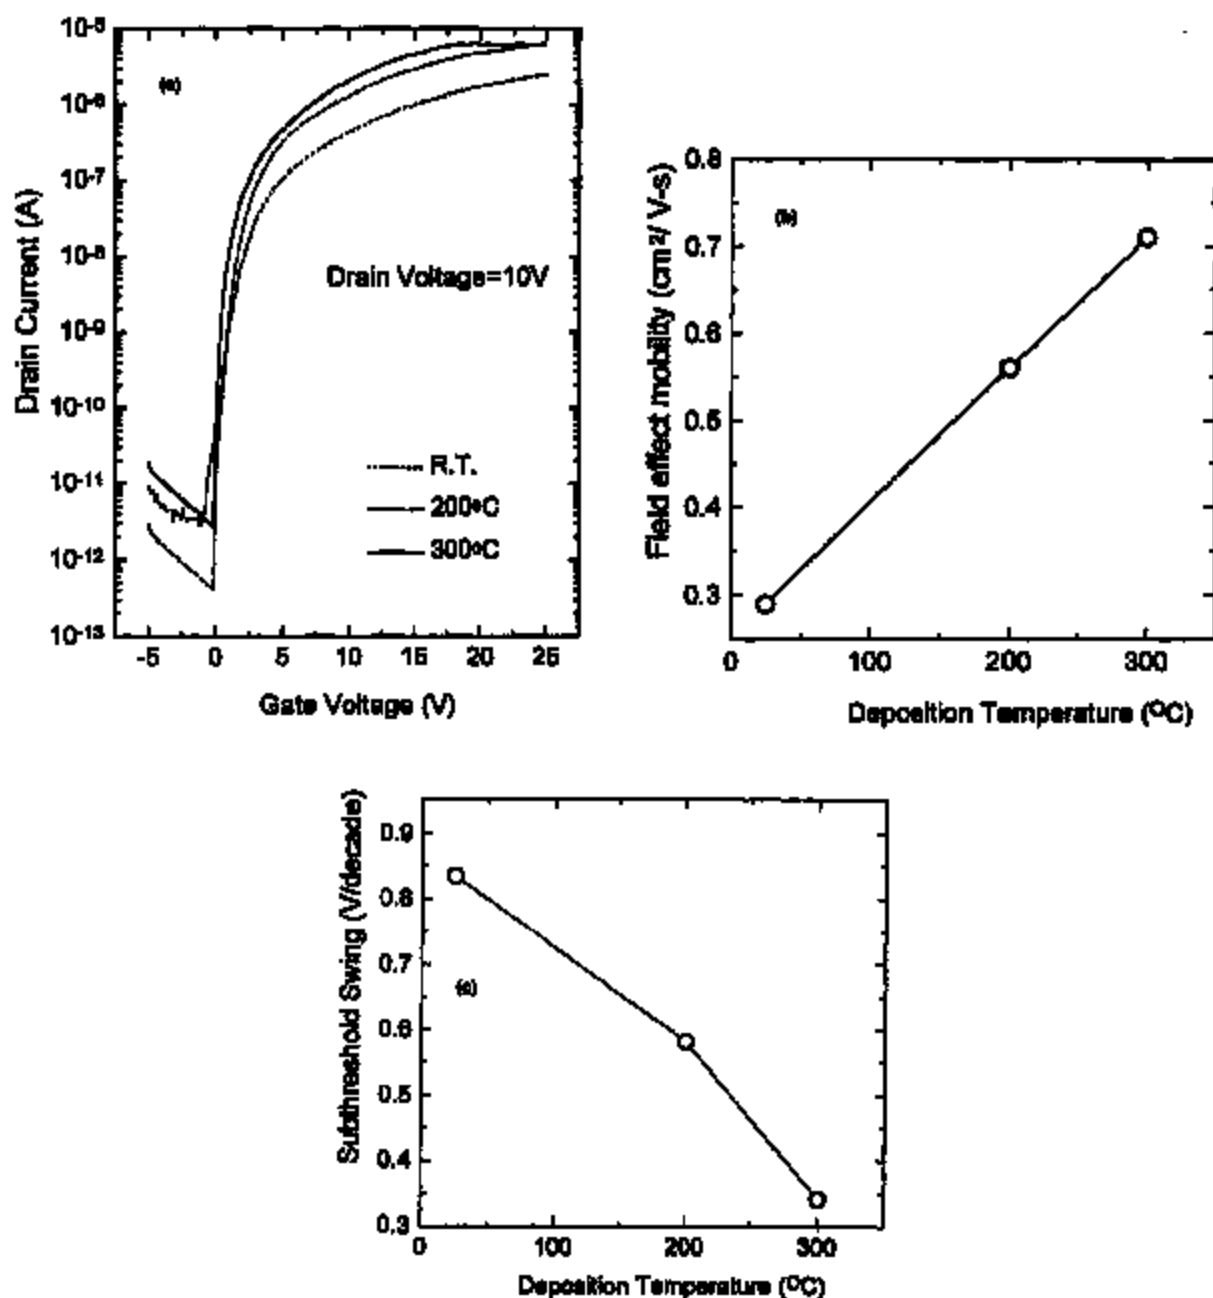 10-5
10-6
10-7
10-8
10-9
10-10
10-11
10-12
10-13
Drain Current (A)
(a)
Drain Voltage=10V
R.T.
200°C
300°C
-5 0 5 10 15 20 25
Gate Voltage (V)
0.8
0.7
0.6
0.5
0.4
0.3
Field effect mobility (cm2/ V-s)
(b)
0 100 200 300
Deposition Temperature (OC)
0.9
0.8
0.7
0.6
0.5
0.4
0.3
Subthreshold Swing (V/decade)
(c)
0 100 200 300
Deposition Temperature (OC)